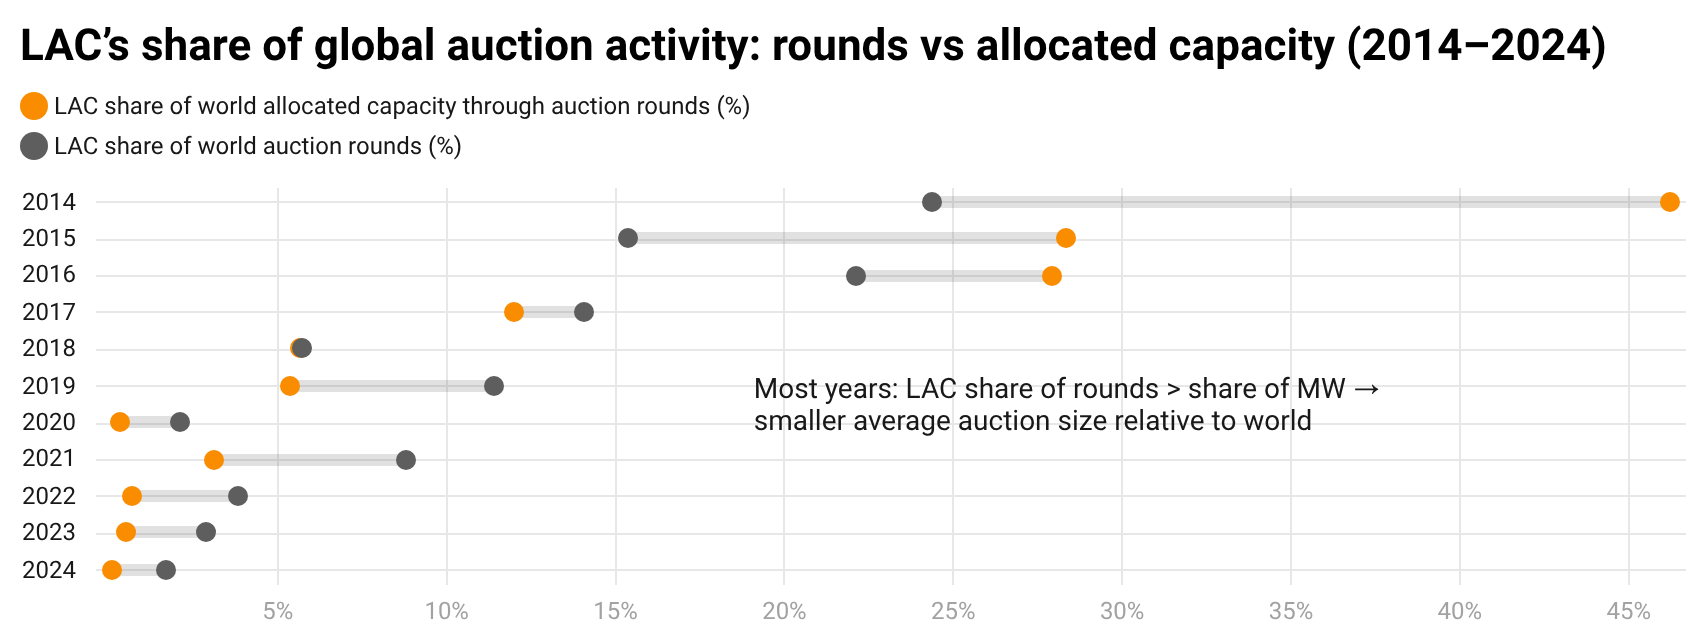 LAC’s share of global auction activity: rounds vs allocated capacity (2014–2024)
LAC share of world allocated capacity through auction rounds (%)
LAC share of world auction rounds (%)
2014
2015
2016
2017
2018
2019
2020
2021
2022
2023
2024
Most years: LAC share of rounds > share of MW →
smaller average auction size relative to world
5% 10% 15% 20% 25% 30% 35% 40% 45%